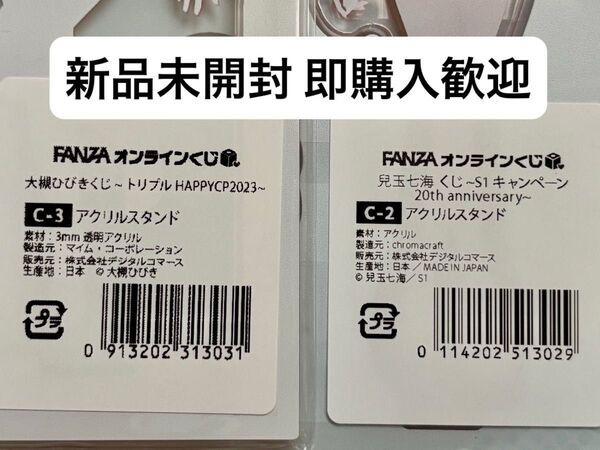 新品未開封 即購入歓迎
FANZA オンラインくじ
大槻ひびきくじ~トリプル HAPPYCP2023~
C-3 アクリルスタンド
素材:3mm 透明アクリル
製造元:マイム・コーポレーション
販売元:株式会社デジタルコマース
生産地:日本 ©大槻ひびき
プラ
0 913202 313031
FANZA オンラインくじ
兒玉七海 くじ ~S1 キャンペーン
20th anniversary~
C-2 アクリルスタンド
素材:アクリル
製造元:chromacraft
販売元:株式会社デジタルコマース
生産地:日本/MADE IN JAPAN
© 兒玉七海/S1
プラ
0 114202 513029